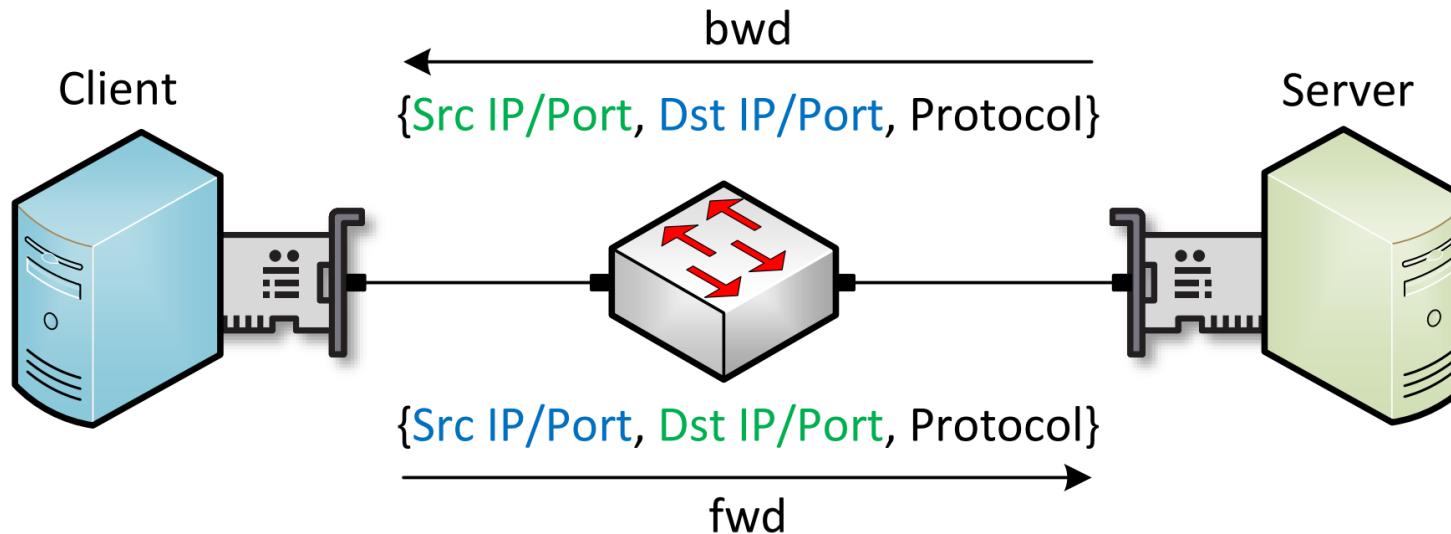 bwd
Client
{Src IP/Port, Dst IP/Port, Protocol}
Server
{Src IP/Port, Dst IP/Port, Protocol}
fwd